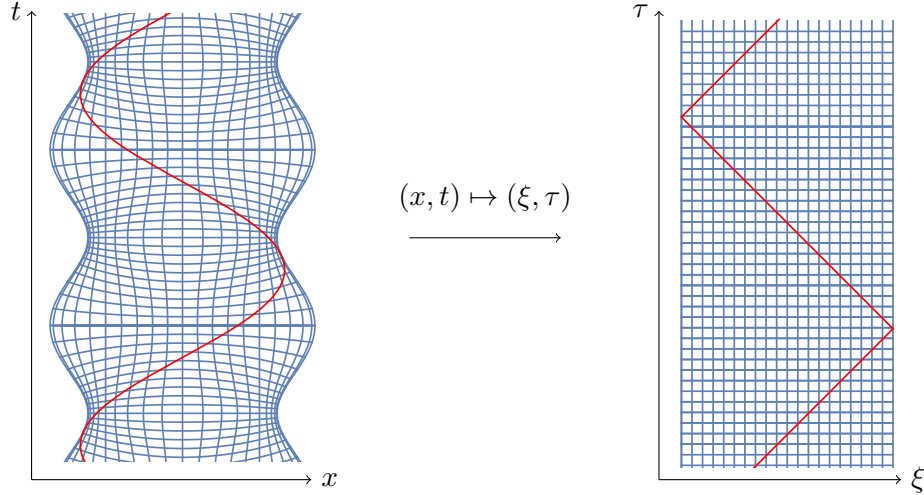 t
x
(x, t) ↦ (ξ, τ)
τ
ξ